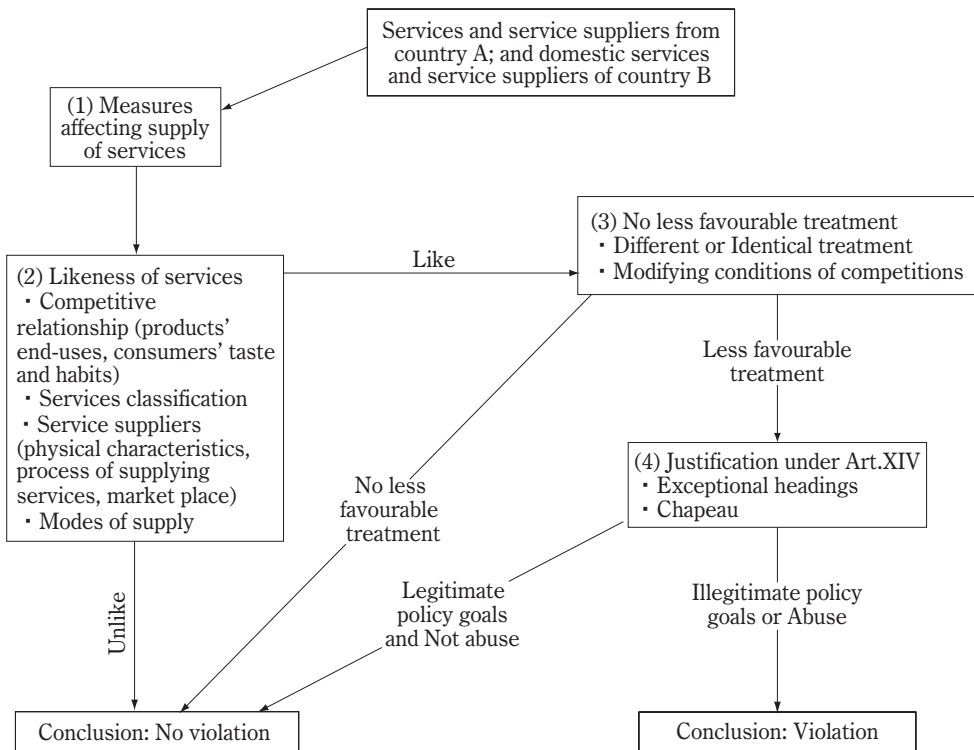 Services and service suppliers from
country A; and domestic services
and service suppliers of country B
(1) Measures
affecting supply
of services
(3) No less favourable treatment
・Different or Identical treatment
・Modifying conditions of competitions
Like
(2) Likeness of services
・Competitive
relationship (products’
end-uses, consumers’ taste
and habits)
・Services classification
・Service suppliers
(physical characteristics,
process of supplying
services, market place)
・Modes of supply
Less favourable
treatment
(4) Justification under Art.XIV
・Exceptional headings
・Chapeau
No less
favourable
treatment
Unlike
Legitimate
policy goals
and Not abuse
Illegitimate policy
goals or Abuse
Conclusion: No violation
Conclusion: Violation